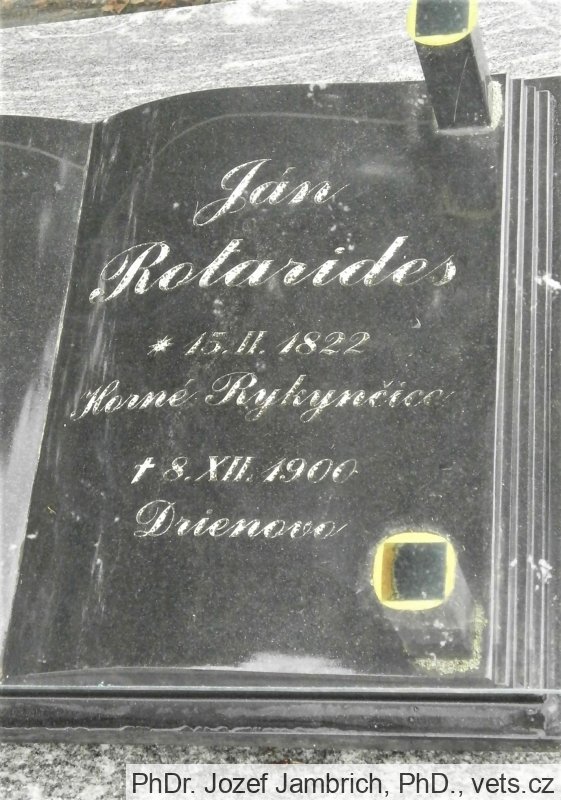 Ján
Rotarides
* 15. II. 1822
Horné Rykynčice
† 8. XII. 1900
Drienovo
PhDr. Jozef Jambrich, PhD., vets.cz